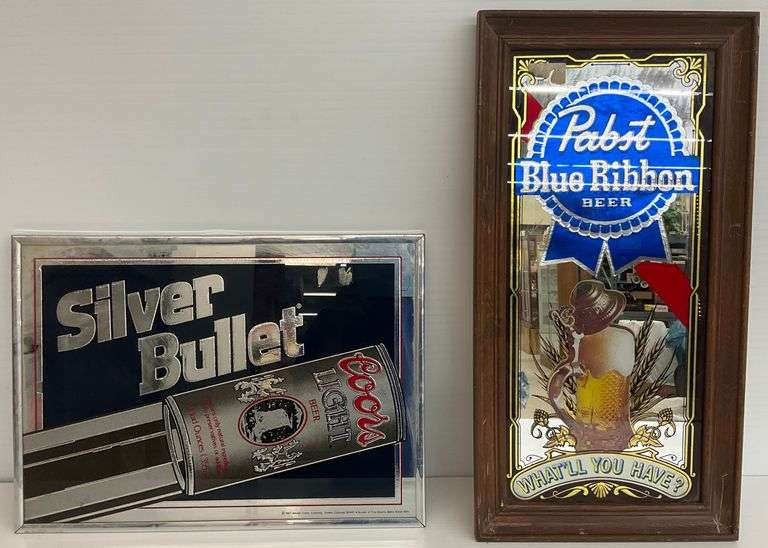 Silver
Bullet
Coors
LIGHT
BEER
Pabst
Blue Ribbon
BEER
WHAT'LL YOU HAVE?